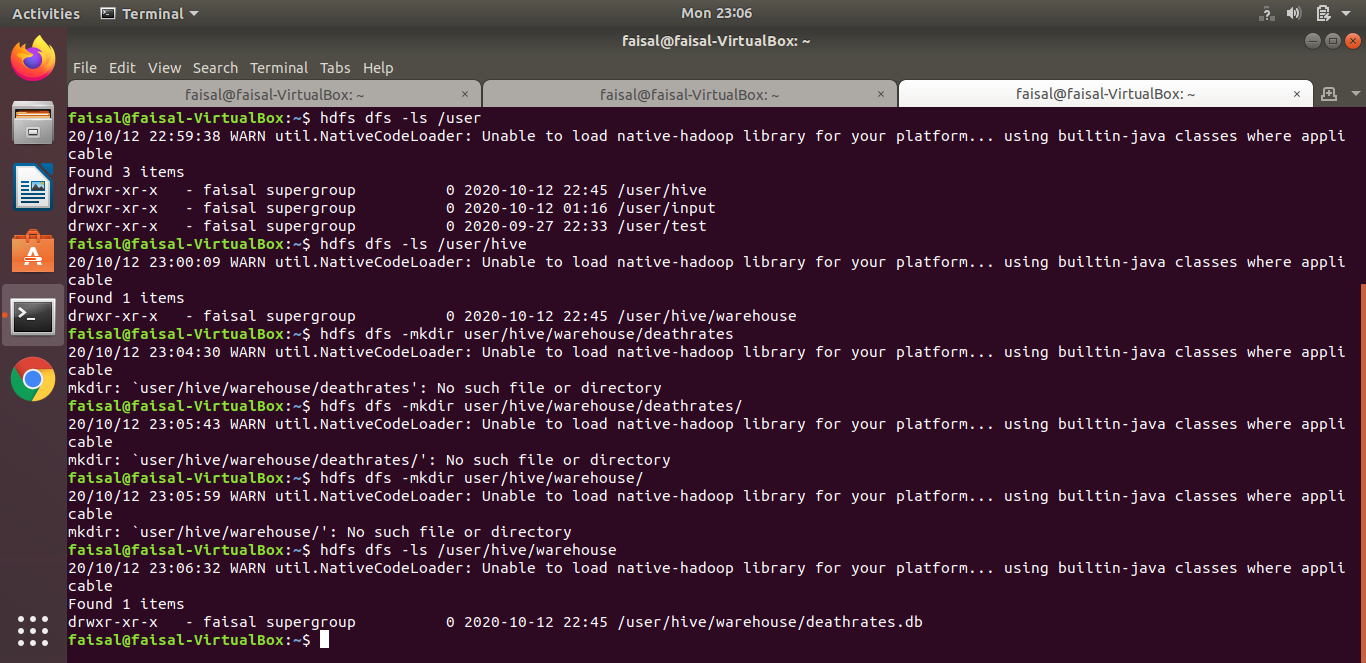 Activities Terminal Mon 23:06
faisal@faisal-VirtualBox: ~
File Edit View Search Terminal Tabs Help
faisal@faisal-VirtualBox: ~ × faisal@faisal-VirtualBox: ~ × faisal@faisal-VirtualBox: ~ ×
faisal@faisal-VirtualBox:~$ hdfs dfs -ls /user
20/10/12 22:59:38 WARN util.NativeCodeLoader: Unable to load native-hadoop library for your platform... using builtin-java classes where appli
cable
Found 3 items
drwxr-xr-x   - faisal supergroup          0 2020-10-12 22:45 /user/hive
drwxr-xr-x   - faisal supergroup          0 2020-10-12 01:16 /user/input
drwxr-xr-x   - faisal supergroup          0 2020-09-27 22:33 /user/test
faisal@faisal-VirtualBox:~$ hdfs dfs -ls /user/hive
20/10/12 23:00:09 WARN util.NativeCodeLoader: Unable to load native-hadoop library for your platform... using builtin-java classes where appli
cable
Found 1 items
drwxr-xr-x   - faisal supergroup          0 2020-10-12 22:45 /user/hive/warehouse
faisal@faisal-VirtualBox:~$ hdfs dfs -mkdir user/hive/warehouse/deathrates
20/10/12 23:04:30 WARN util.NativeCodeLoader: Unable to load native-hadoop library for your platform... using builtin-java classes where appli
cable
mkdir: `user/hive/warehouse/deathrates': No such file or directory
faisal@faisal-VirtualBox:~$ hdfs dfs -mkdir user/hive/warehouse/deathrates/
20/10/12 23:05:43 WARN util.NativeCodeLoader: Unable to load native-hadoop library for your platform... using builtin-java classes where appli
cable
mkdir: `user/hive/warehouse/deathrates/': No such file or directory
faisal@faisal-VirtualBox:~$ hdfs dfs -mkdir user/hive/warehouse/
20/10/12 23:05:59 WARN util.NativeCodeLoader: Unable to load native-hadoop library for your platform... using builtin-java classes where appli
cable
mkdir: `user/hive/warehouse/': No such file or directory
faisal@faisal-VirtualBox:~$ hdfs dfs -ls /user/hive/warehouse
20/10/12 23:06:32 WARN util.NativeCodeLoader: Unable to load native-hadoop library for your platform... using builtin-java classes where appli
cable
Found 1 items
drwxr-xr-x   - faisal supergroup          0 2020-10-12 22:45 /user/hive/warehouse/deathrates.db
faisal@faisal-VirtualBox:~$